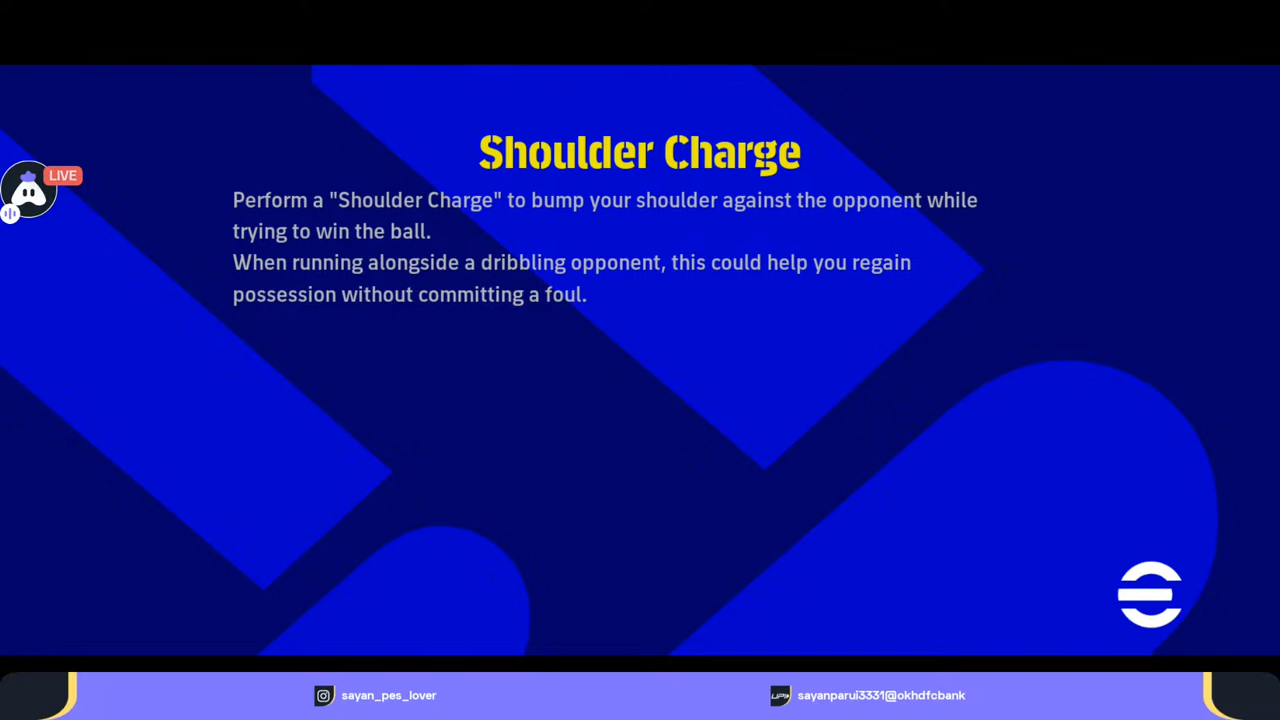 Shoulder Charge
Perform a "Shoulder Charge" to bump your shoulder against the opponent while
trying to win the ball.
When running alongside a dribbling opponent, this could help you regain
possession without committing a foul.
LIVE
sayan_pes_lover
UPI sayanparui3331@okhdfcbank